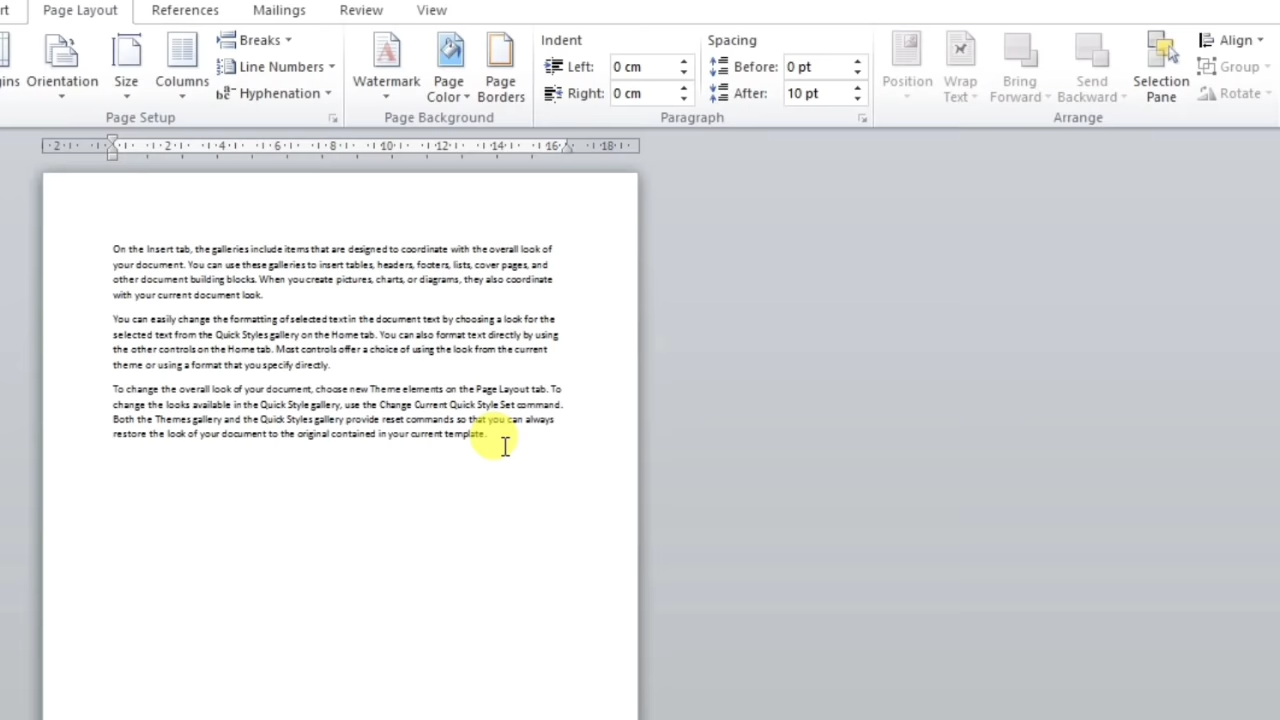 rt Page Layout References Mailings Review View
Breaks Indent Spacing Align
gins Orientation Size Columns Line Numbers Watermark Page Color Page Borders Left: 0 cm Before: 0 pt Position Wrap Text Bring Forward Send Backward Selection Pane Group
Hyphenation Right: 0 cm After: 10 pt Rotate
Page Setup Page Background Paragraph Arrange
2 2 4 6 8 10 12 14 16 18
On the Insert tab, the galleries include items that are designed to coordinate with the overall look of
your document. You can use these galleries to insert tables, headers, footers, lists, cover pages, and
other document building blocks. When you create pictures, charts, or diagrams, they also coordinate
with your current document look.
You can easily change the formatting of selected text in the document text by choosing a look for the
selected text from the Quick Styles gallery on the Home tab. You can also format text directly by using
the other controls on the Home tab. Most controls offer a choice of using the look from the current
theme or using a format that you specify directly.
To change the overall look of your document, choose new Theme elements on the Page Layout tab. To
change the looks available in the Quick Style gallery, use the Change Current Quick Style Set command.
Both the Themes gallery and the Quick Styles gallery provide reset commands so that you can always
restore the look of your document to the original contained in your current template.